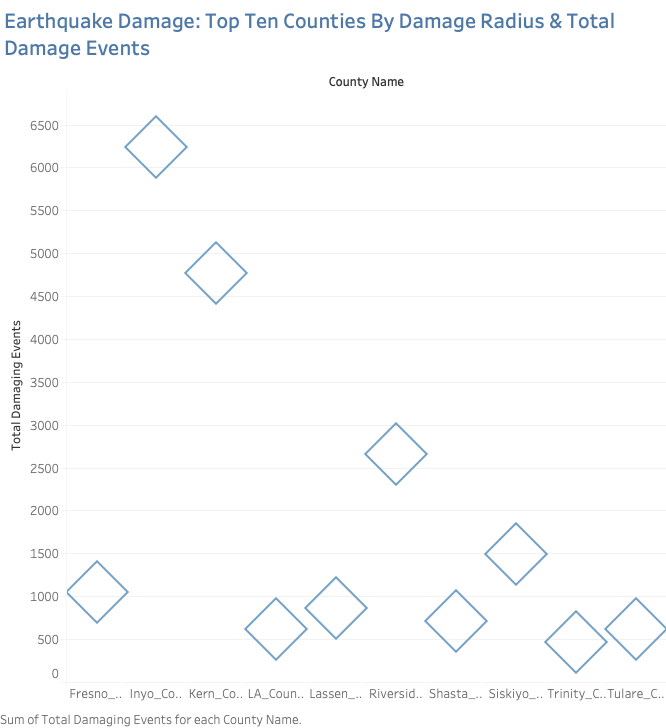 Earthquake Damage: Top Ten Counties By Damage Radius & Total
Damage Events
County Name
Total Damaging Events
6500
6000
5500
5000
4500
4000
3500
3000
2500
2000
1500
1000
500
0
Fresno_.. Inyo_Co.. Kern_Co.. LA_Coun.. Lassen_.. Riversid.. Shasta_.. Siskiyo_.. Trinity_C.. Tulare_C..
Sum of Total Damaging Events for each County Name.